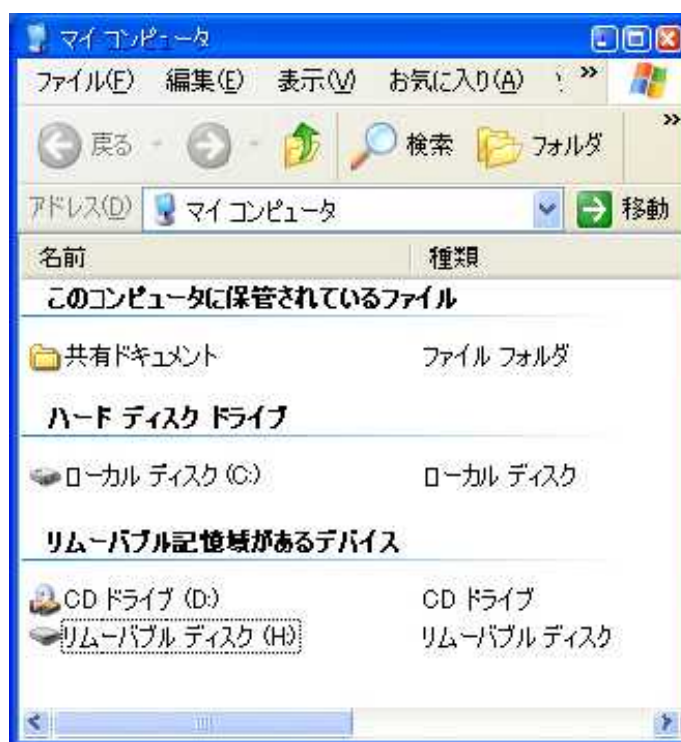 マイ コンピュータ
ファイル(F) 編集(E) 表示(V) お気に入り(A) »
戻る 検索 フォルダ »
アドレス(D) マイ コンピュータ 移動
名前 種類
このコンピュータに保管されているファイル
共有ドキュメント ファイル フォルダ
ハード ディスク ドライブ
ローカル ディスク (C:) ローカル ディスク
リムーバブル記憶域があるデバイス
CD ドライブ (D:) CD ドライブ
リムーバブル ディスク (H:) リムーバブル ディスク